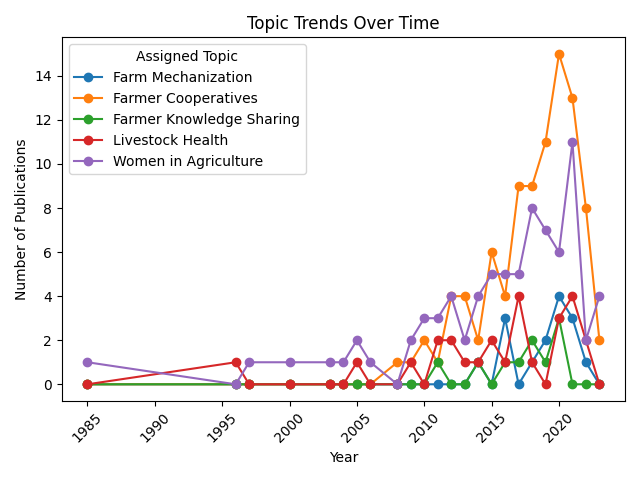 Topic Trends Over Time
Assigned Topic
Farm Mechanization
Farmer Cooperatives
Farmer Knowledge Sharing
Livestock Health
Women in Agriculture
Number of Publications
14
12
10
8
6
4
2
0
1985
1990
1995
2000
2005
2010
2015
2020
Year